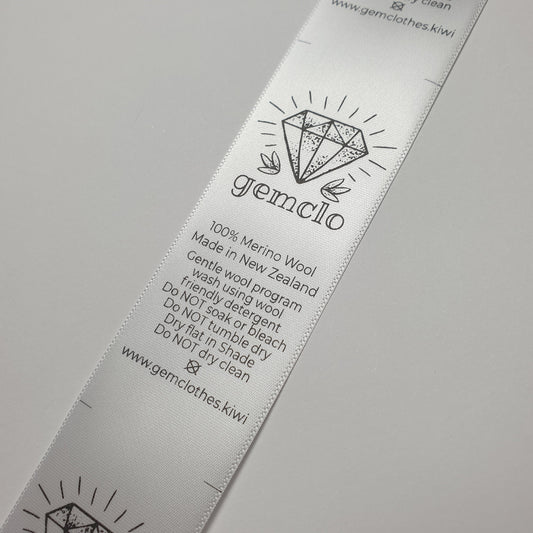 dry clean
www.gemclothes.kiwi
gemclo
100% Merino Wool
Made in New Zealand
Gentle wool program
wash using wool
friendly detergent
Do NOT soak or bleach
Do NOT tumble dry
Dry flat in Shade
Do NOT dry clean
www.gemclothes.kiwi